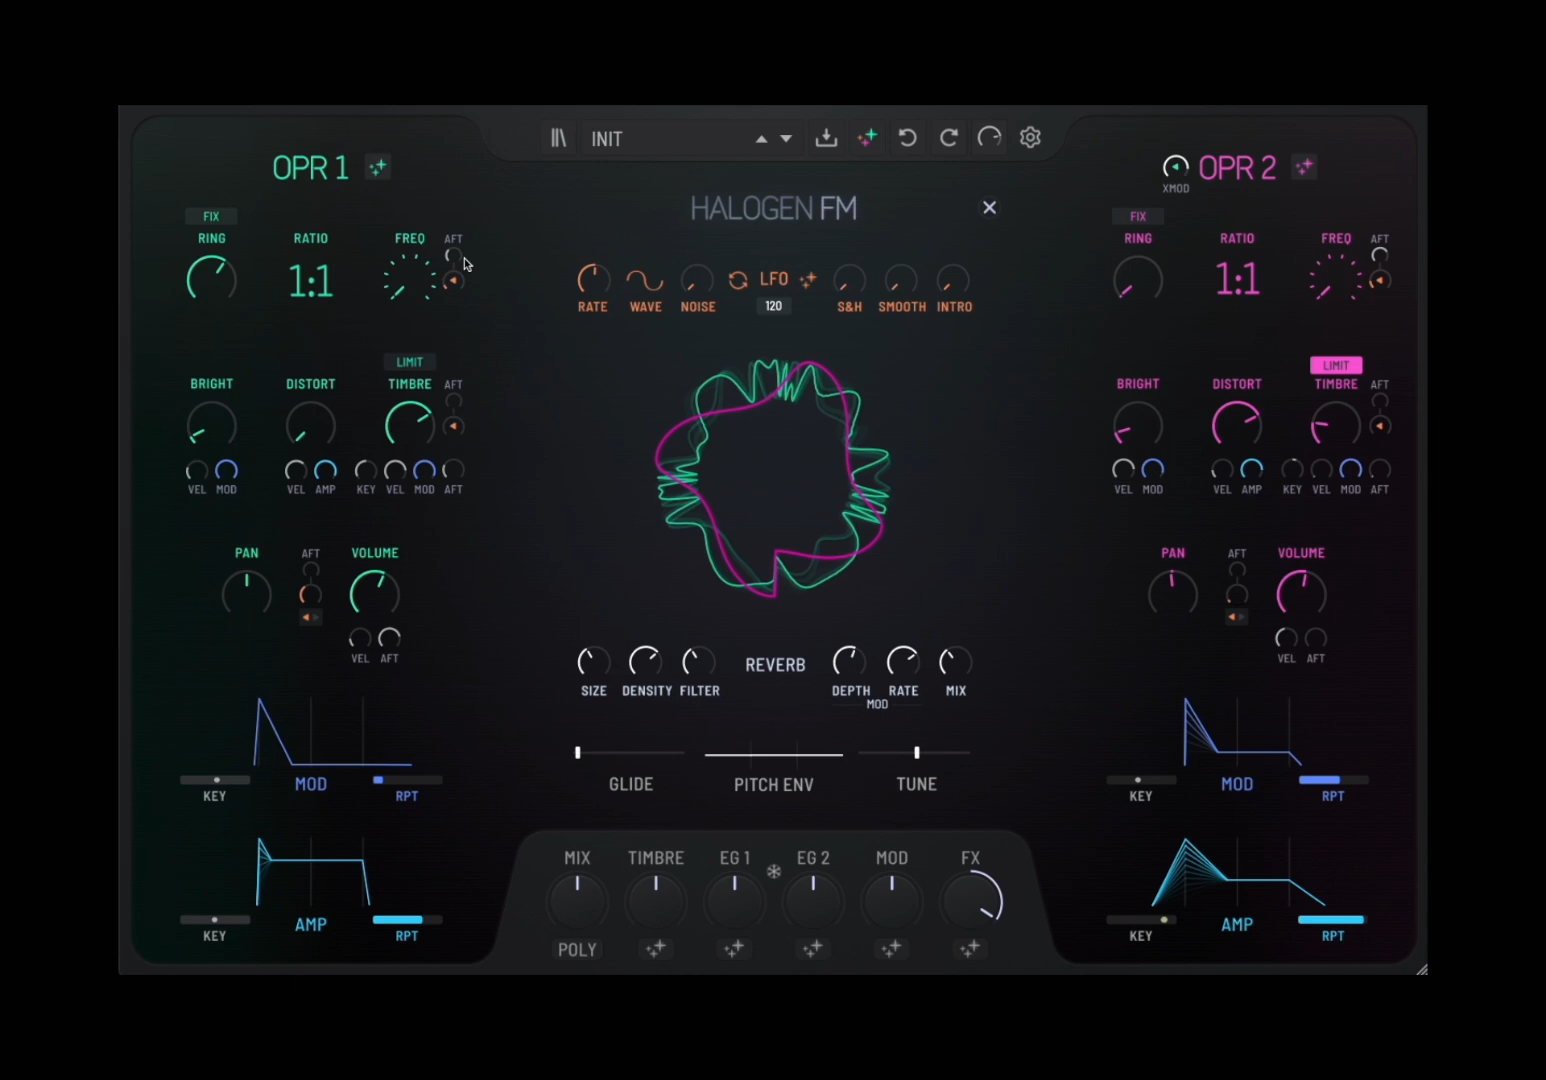 INIT
OPR 1
XMOD
OPR 2
HALOGEN FM
FIX
RING
RATIO
FREQ
AFT
1:1
LIMIT
BRIGHT
DISTORT
TIMBRE
AFT
VEL
MOD
VEL
AMP
KEY
VEL
MOD
AFT
PAN
AFT
VOLUME
VEL
AFT
KEY
MOD
RPT
KEY
AMP
RPT
RATE
WAVE
NOISE
LFO
120
S&H
SMOOTH
INTRO
SIZE
DENSITY
FILTER
REVERB
DEPTH
RATE
MOD
MIX
GLIDE
PITCH ENV
TUNE
MIX
TIMBRE
EG 1
EG 2
MOD
FX
POLY
FIX
RING
RATIO
FREQ
AFT
1:1
LIMIT
BRIGHT
DISTORT
TIMBRE
AFT
VEL
MOD
VEL
AMP
KEY
VEL
MOD
AFT
PAN
AFT
VOLUME
VEL
AFT
KEY
MOD
RPT
KEY
AMP
RPT